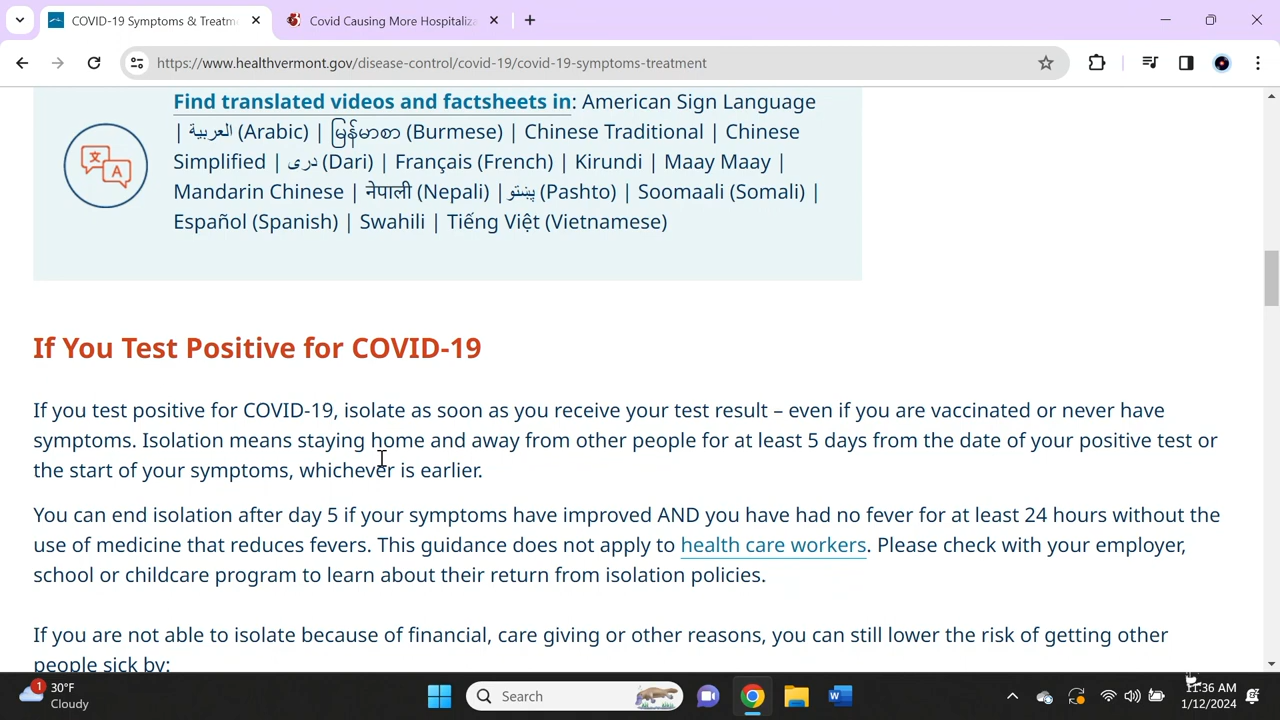 COVID-19 Symptoms & Treatme
Covid Causing More Hospitaliza
https://www.healthvermont.gov/disease-control/covid-19/covid-19-symptoms-treatment
Find translated videos and factsheets in: American Sign Language
| العربية (Arabic) | မြန်မာစာ (Burmese) | Chinese Traditional | Chinese
Simplified | دری (Dari) | Français (French) | Kirundi | Maay Maay |
Mandarin Chinese | नेपाली (Nepali) | پښتو (Pashto) | Soomaali (Somali) |
Español (Spanish) | Swahili | Tiếng Việt (Vietnamese)
If You Test Positive for COVID-19
If you test positive for COVID-19, isolate as soon as you receive your test result – even if you are vaccinated or never have
symptoms. Isolation means staying home and away from other people for at least 5 days from the date of your positive test or
the start of your symptoms, whichever is earlier.
You can end isolation after day 5 if your symptoms have improved AND you have had no fever for at least 24 hours without the
use of medicine that reduces fevers. This guidance does not apply to health care workers. Please check with your employer,
school or childcare program to learn about their return from isolation policies.
If you are not able to isolate because of financial, care giving or other reasons, you can still lower the risk of getting other
people sick by:
1
30°F
Cloudy
Search
11:36 AM
1/12/2024